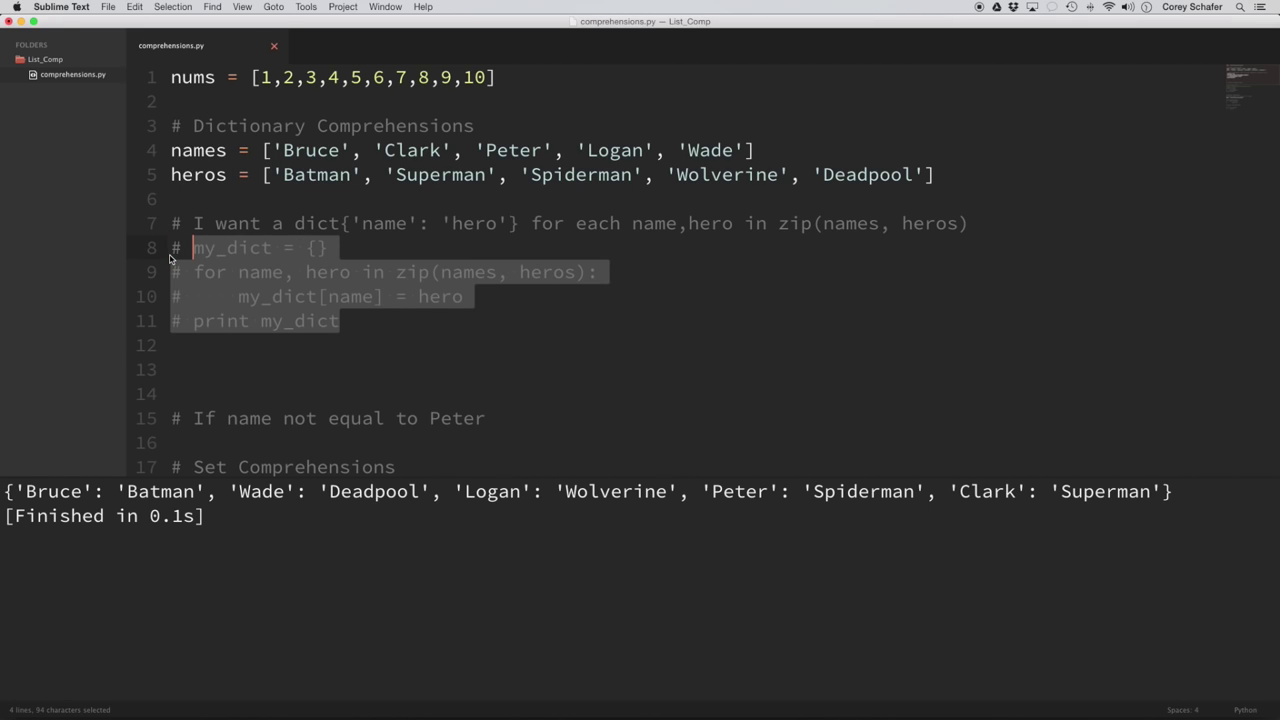 Sublime Text File Edit Selection Find View Goto Tools Project Window Help Corey Schafer
comprehensions.py — List_Comp
FOLDERS
List_Comp
comprehensions.py
comprehensions.py
1 nums = [1,2,3,4,5,6,7,8,9,10]
2
3 # Dictionary Comprehensions
4 names = ['Bruce', 'Clark', 'Peter', 'Logan', 'Wade']
5 heros = ['Batman', 'Superman', 'Spiderman', 'Wolverine', 'Deadpool']
6
7 # I want a dict{'name': 'hero'} for each name,hero in zip(names, heros)
8 # my_dict = {}
9 # for name, hero in zip(names, heros):
10 #     my_dict[name] = hero
11 # print my_dict
12
13
14
15 # If name not equal to Peter
16
17 # Set Comprehensions
{'Bruce': 'Batman', 'Wade': 'Deadpool', 'Logan': 'Wolverine', 'Peter': 'Spiderman', 'Clark': 'Superman'}
[Finished in 0.1s]
4 lines, 94 characters selected Spaces: 4 Python